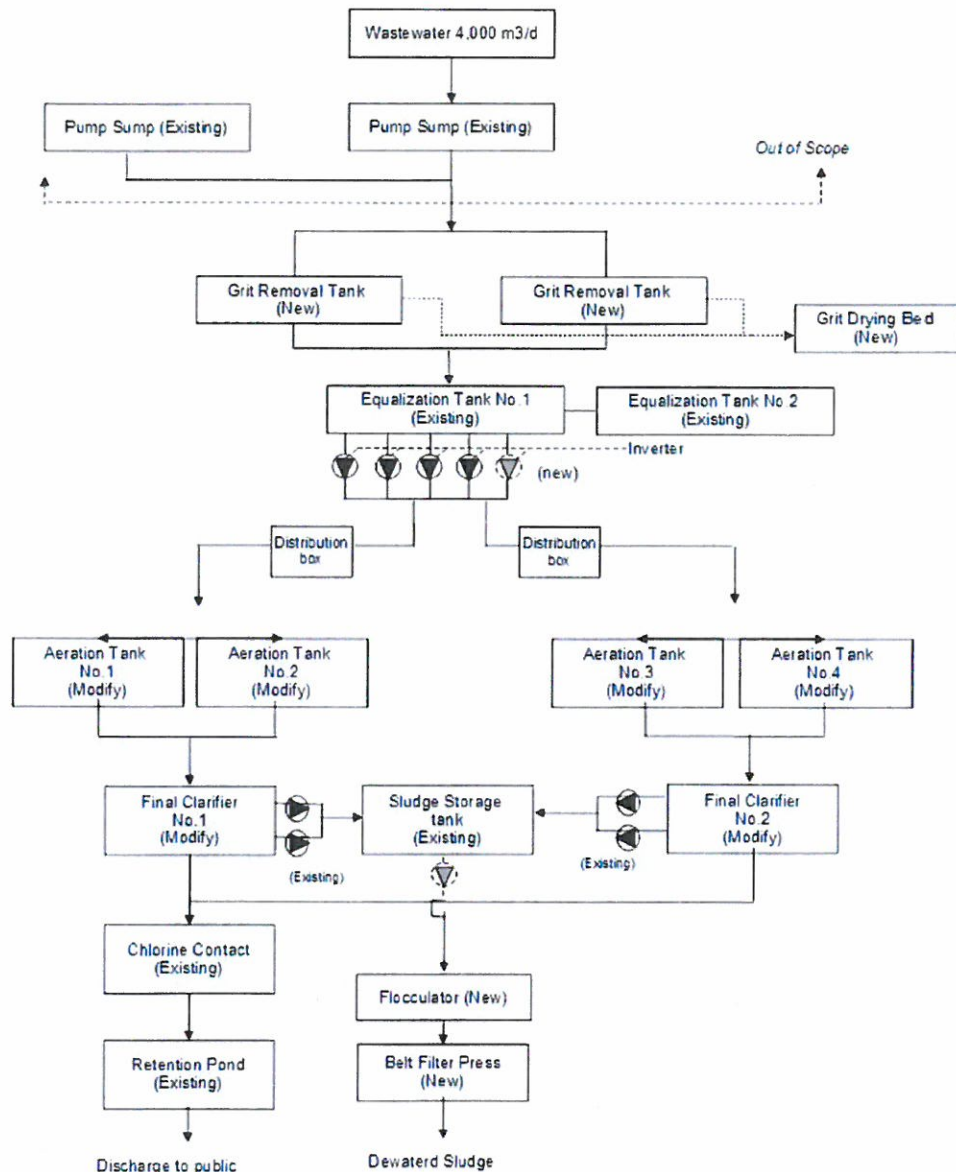 Wastewater 4,000 m3/d
Pump Sump (Existing)
Pump Sump (Existing)
Out of Scope
Grit Removal Tank
(New)
Grit Removal Tank
(New)
Grit Drying Bed
(New)
Equalization Tank No.1
(Existing)
Equalization Tank No.2
(Existing)
Inverter
(new)
Distribution
box
Distribution
box
Aeration Tank
No.1
(Modify)
Aeration Tank
No.2
(Modify)
Aeration Tank
No.3
(Modify)
Aeration Tank
No.4
(Modify)
Final Clarifier
No.1
(Modify)
Sludge Storage
tank
(Existing)
Final Clarifier
No.2
(Modify)
(Existing)
(Existing)
Chlorine Contact
(Existing)
Flocculator (New)
Retention Pond
(Existing)
Belt Filter Press
(New)
Discharge to public
Dewaterd Sludge